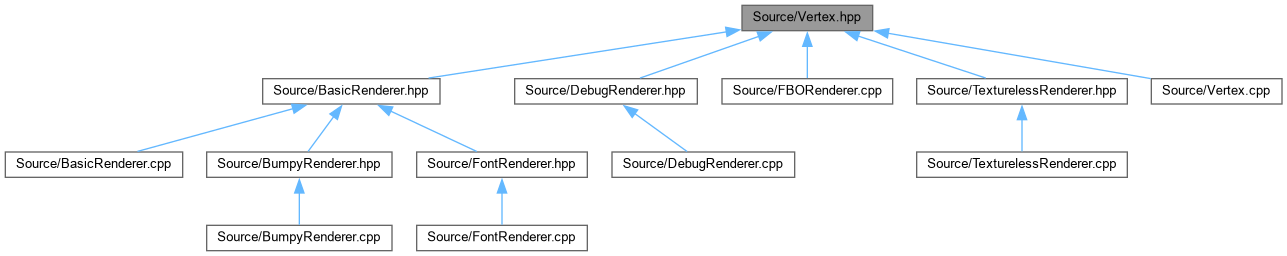 Source/Vertex.hpp
Source/BasicRenderer.hpp
Source/DebugRenderer.hpp
Source/FBORenderer.cpp
Source/TexturelessRenderer.hpp
Source/Vertex.cpp
Source/BasicRenderer.cpp
Source/BumpyRenderer.hpp
Source/FontRenderer.hpp
Source/DebugRenderer.cpp
Source/TexturelessRenderer.cpp
Source/BumpyRenderer.cpp
Source/FontRenderer.cpp